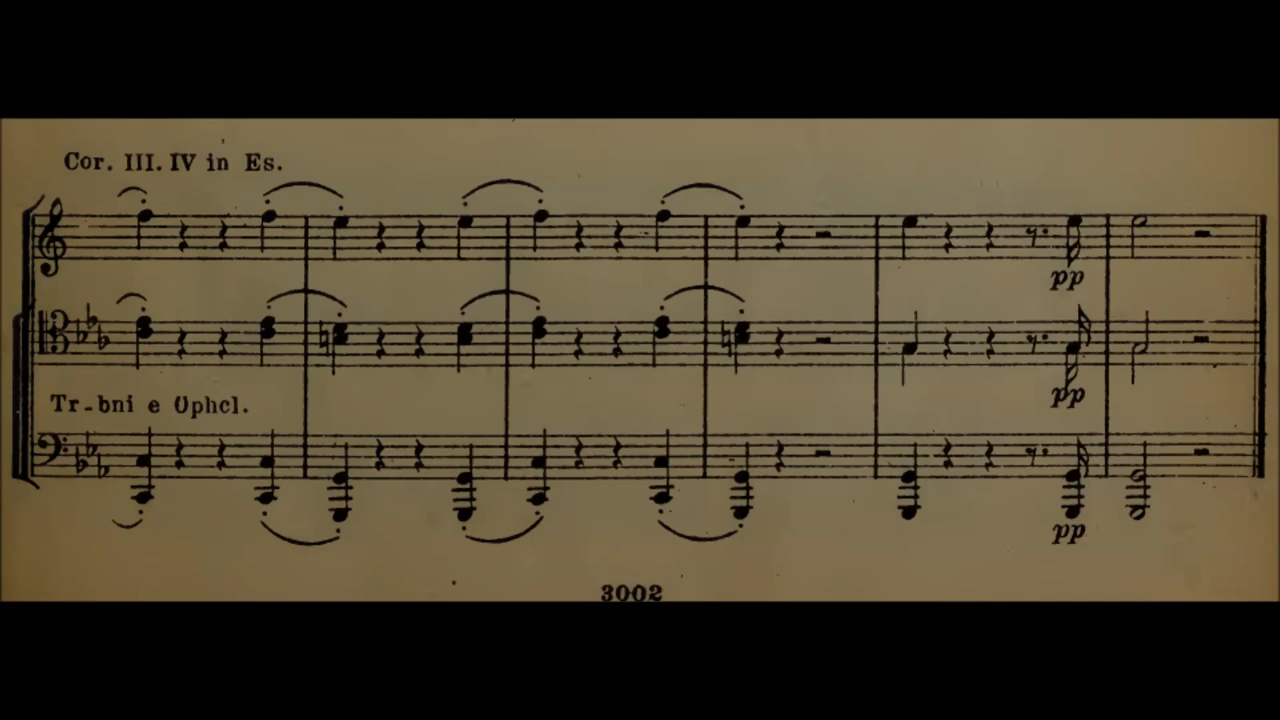 Cor. III. IV in Es.
pp
pp
Tr-bni e Ophcl.
pp
3002